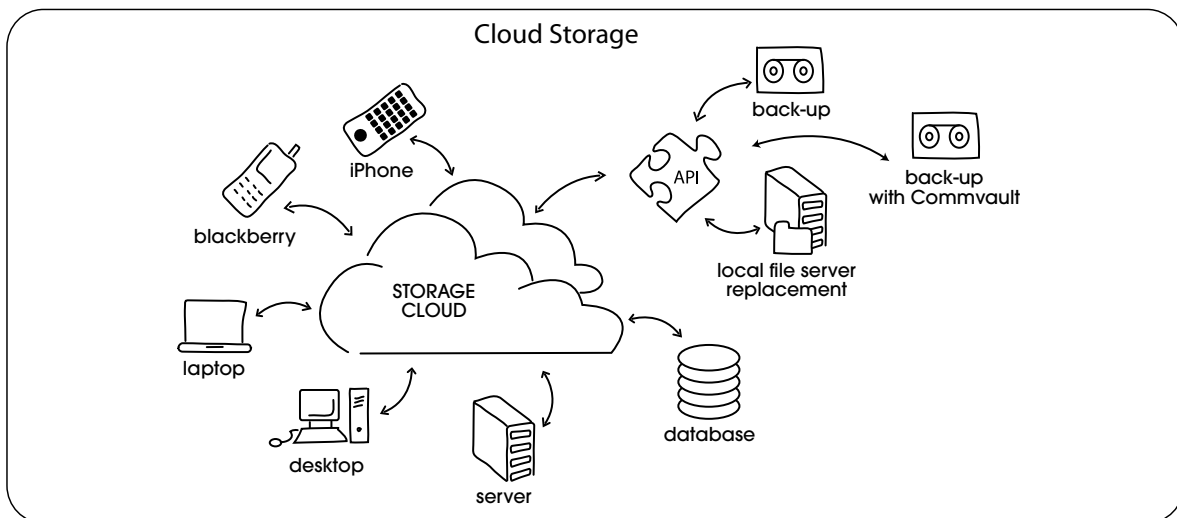 Cloud Storage
back-up
iPhone
API
back-up
with Commvault
blackberry
local file server
replacement
STORAGE
CLOUD
laptop
database
desktop
server